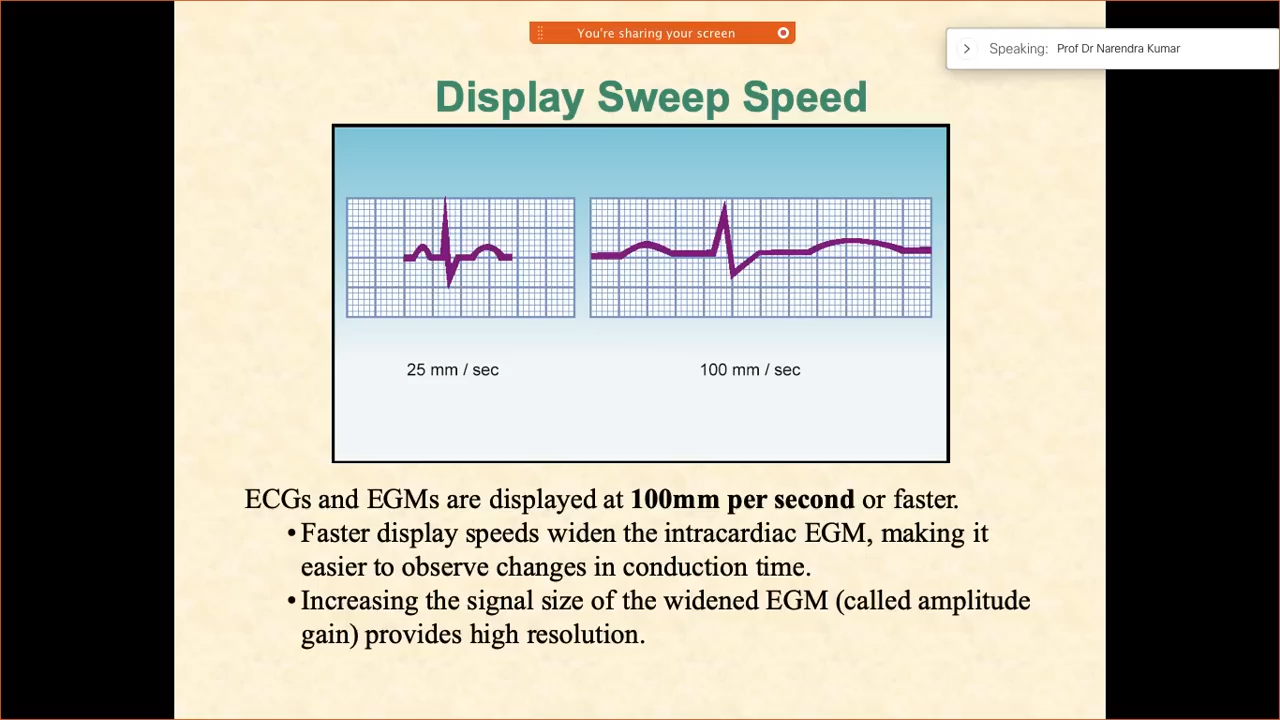 You're sharing your screen
Speaking: Prof Dr Narendra Kumar
Display Sweep Speed
25 mm / sec
100 mm / sec
ECGs and EGMs are displayed at 100mm per second or faster.
•Faster display speeds widen the intracardiac EGM, making it
easier to observe changes in conduction time.
•Increasing the signal size of the widened EGM (called amplitude
gain) provides high resolution.